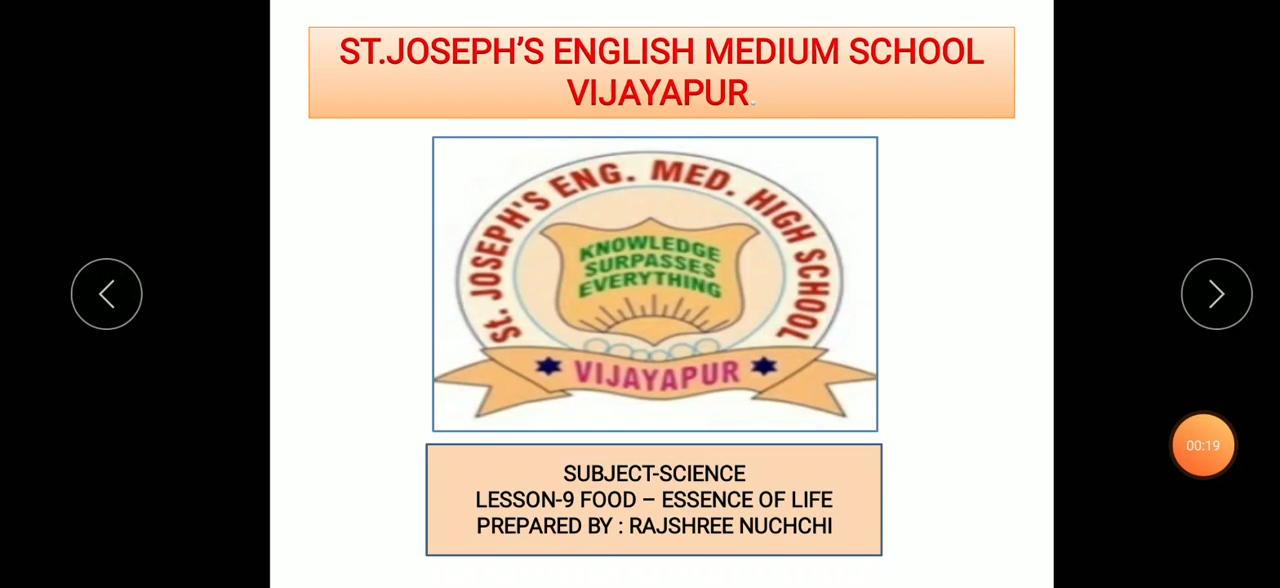 ST.JOSEPH'S ENGLISH MEDIUM SCHOOL
VIJAYAPUR.
St. JOSEPH'S ENG. MED. HIGH SCHOOL
KNOWLEDGE
SURPASSES
EVERYTHING
VIJAYAPUR
00:19
SUBJECT-SCIENCE
LESSON-9 FOOD – ESSENCE OF LIFE
PREPARED BY : RAJSHREE NUCHCHI